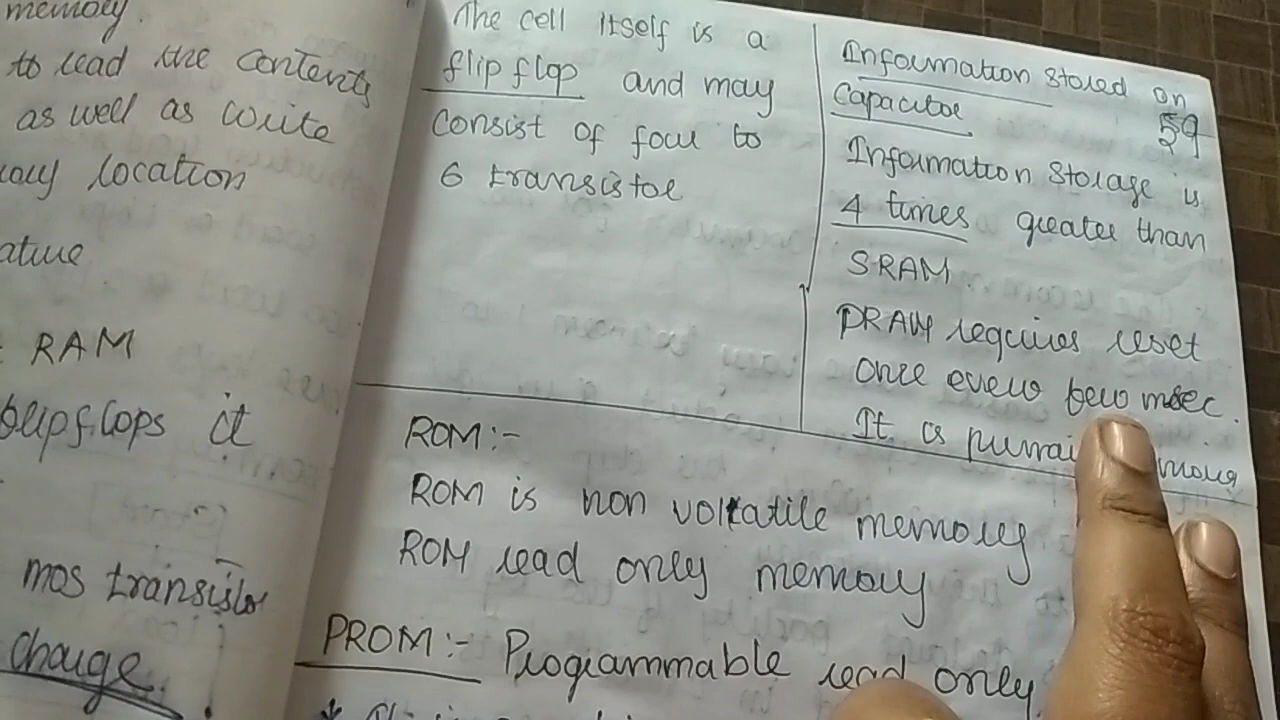 memory.
to read the contents
as well as write
location
RAM
flipflops it
mos transistor
charge
The cell itself is a
flip flop and may
consist of four to
6 transistor
Information stored on
Capacitor
59
Information storage is
4 times greater than
SRAM.
DRAM requires reset
once every few msec.
It is
ROM:-
ROM is non voltatile memory
ROM read only memory
PROM:- Programmable read only